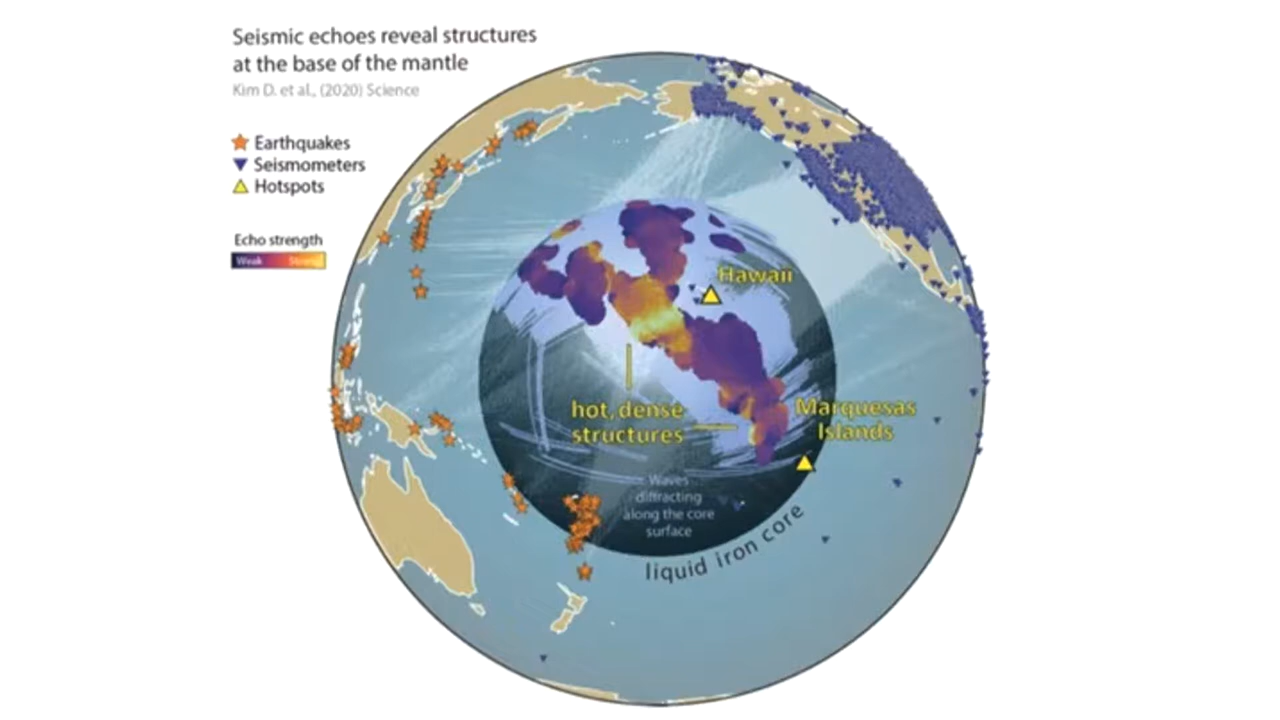 Seismic echoes reveal structures
at the base of the mantle
Kim D. et al., (2020) Science
Earthquakes
Seismometers
Hotspots
Echo strength
Weak Strong
Hawaii
hot, dense
structures
Marquesas
Islands
Waves
diffracting
along the core
surface
liquid iron core